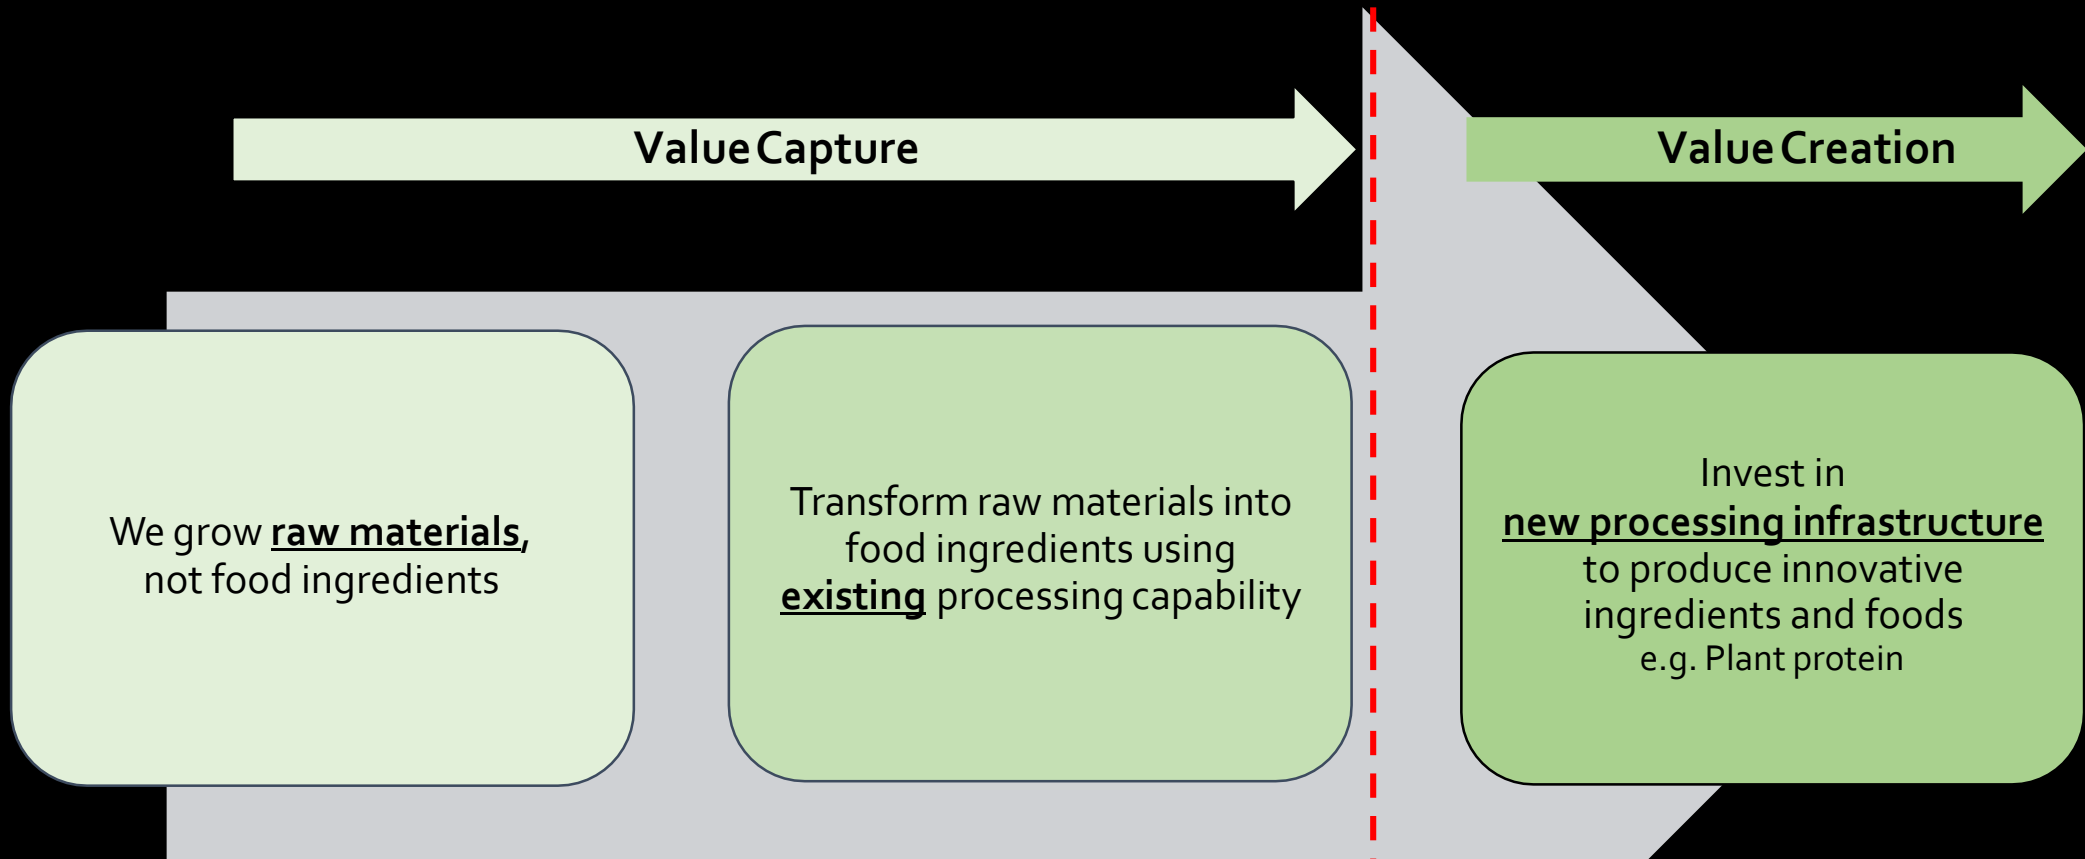 Value Capture
Value Creation
We grow raw materials,
not food ingredients
Transform raw materials into
food ingredients using
existing processing capability
Invest in
new processing infrastructure
to produce innovative
ingredients and foods
e.g. Plant protein